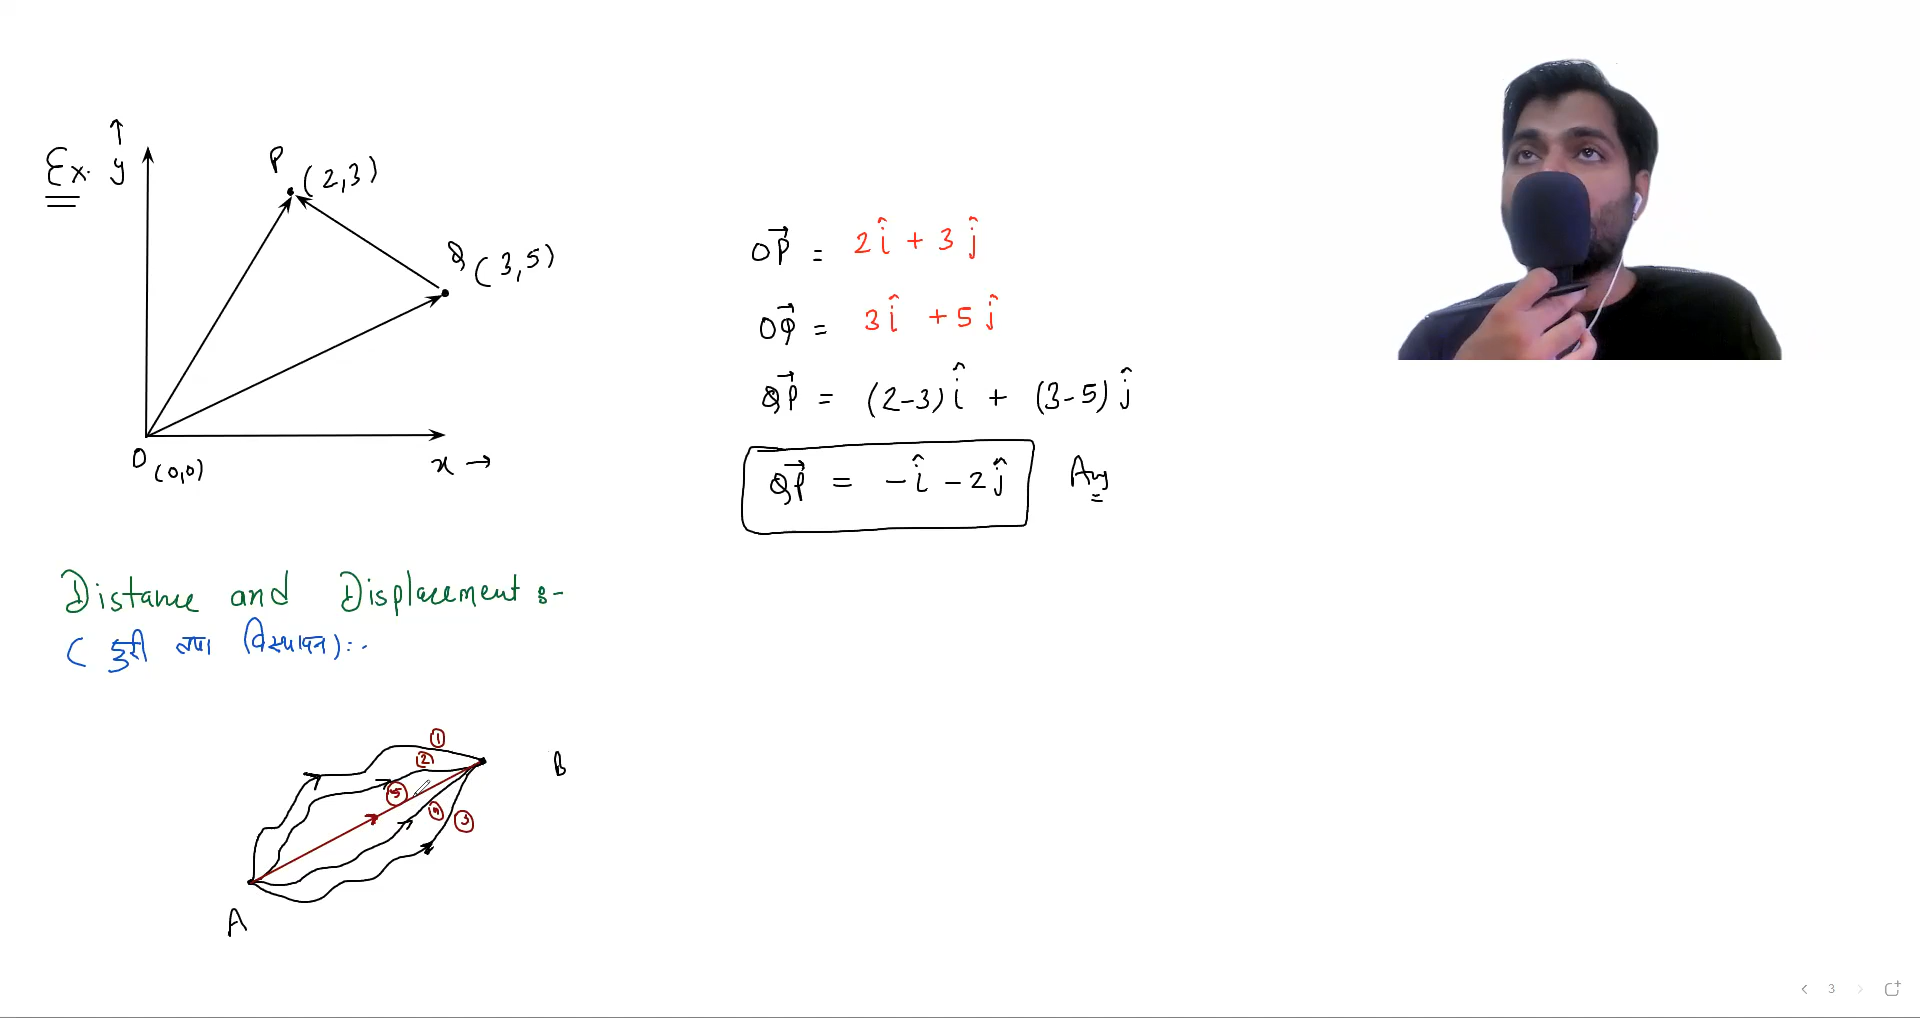 Ex.
y ↑
P (2,3)
Q (3,5)
O (0,0)
x →
OP⃗ = 2î + 3ĵ
OQ⃗ = 3î + 5ĵ
QP⃗ = (2-3)î + (3-5)ĵ
QP⃗ = -î - 2ĵ Ans
Distance and Displacement :-
( दुरी तथा विस्थापन) :-
①
②
⑤
④
③
B
A
3